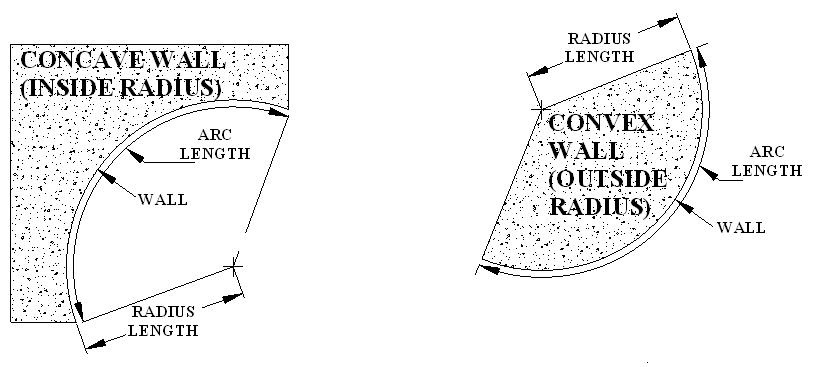 CONCAVE WALL
(INSIDE RADIUS)
ARC
LENGTH
WALL
RADIUS
LENGTH
RADIUS
LENGTH
CONVEX
WALL
(OUTSIDE
RADIUS)
ARC
LENGTH
WALL